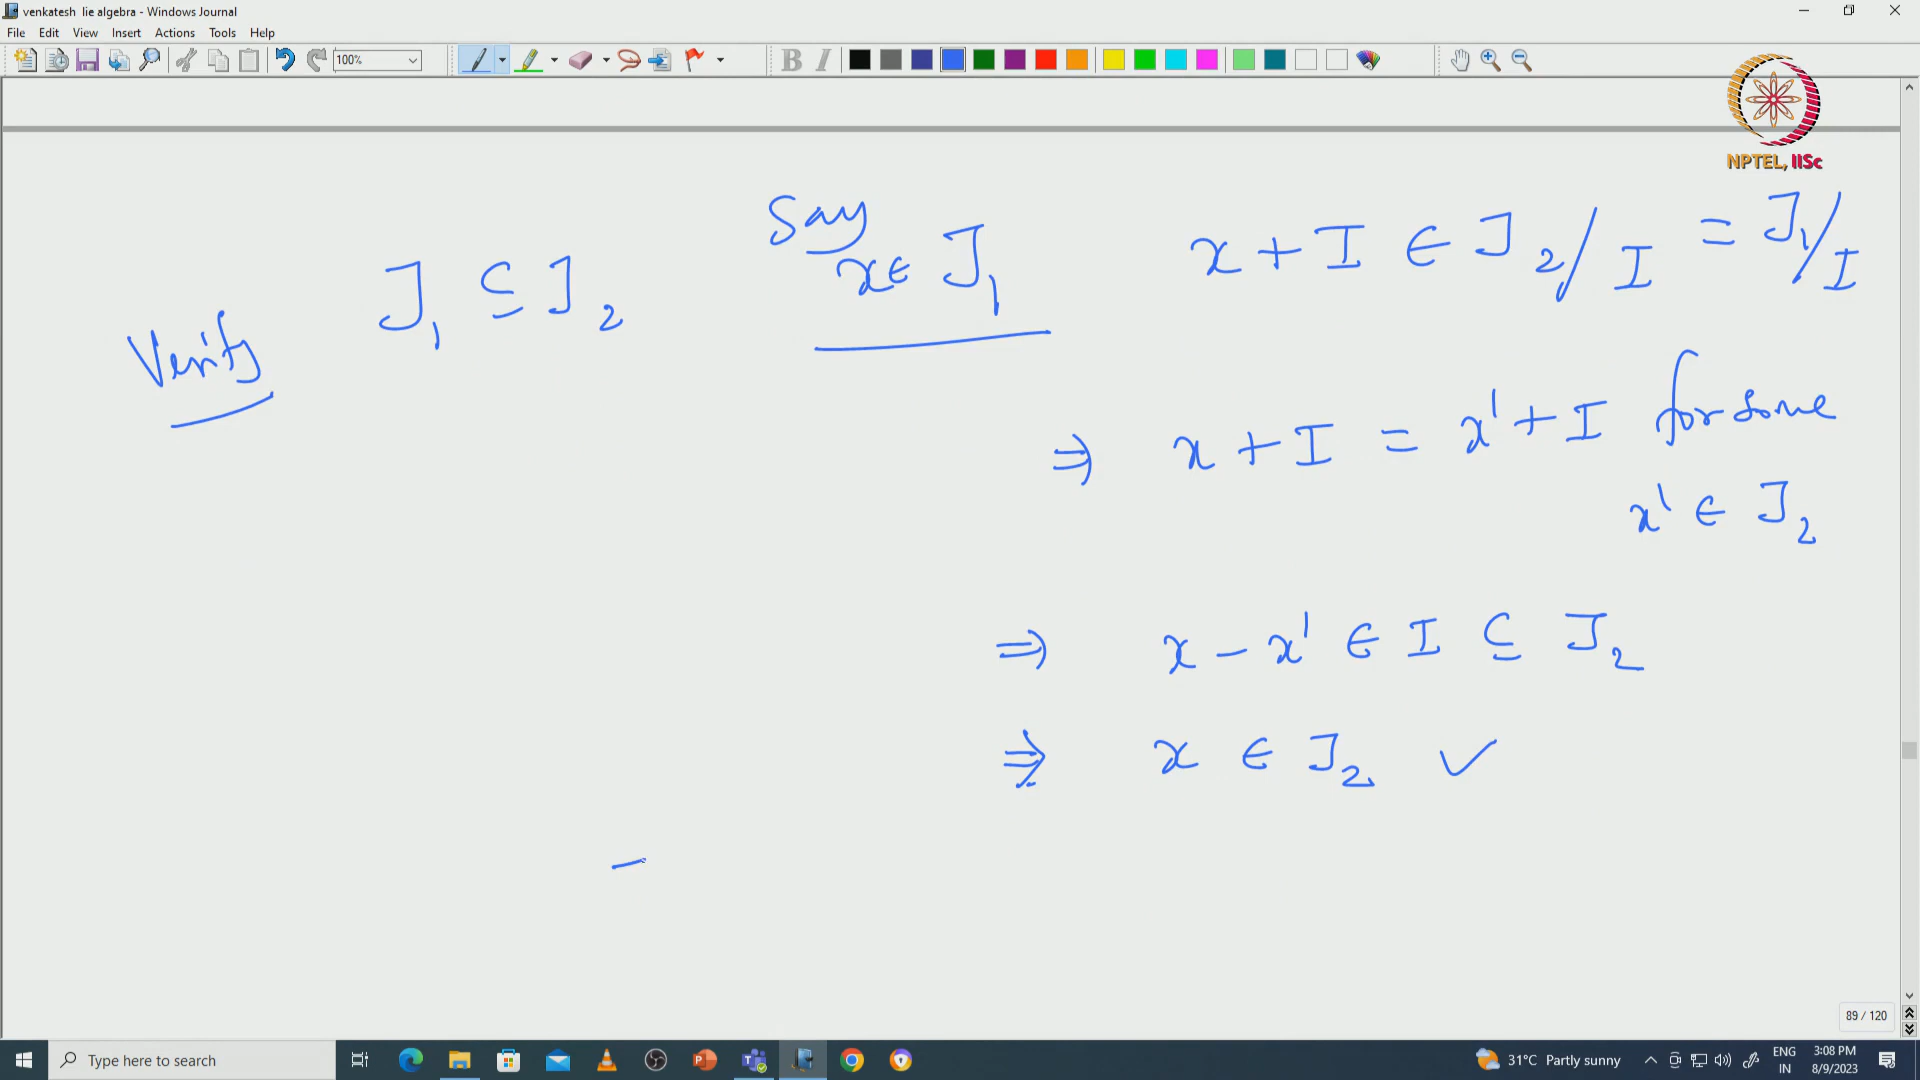 venkatesh lie algebra - Windows Journal
File Edit View Insert Actions Tools Help
100%
B I
NPTEL, IISc
Say
Verify J₁ ⊆ J₂ x ∈ J₁ x + I ∈ J₂/I = J₁/I
⇒ x + I = x' + I for some
x' ∈ J₂
⇒ x - x' ∈ I ⊆ J₂
⇒ x ∈ J₂ ✓
89 / 120
Type here to search
31°C Partly sunny
ENG
IN
3:08 PM
8/9/2023